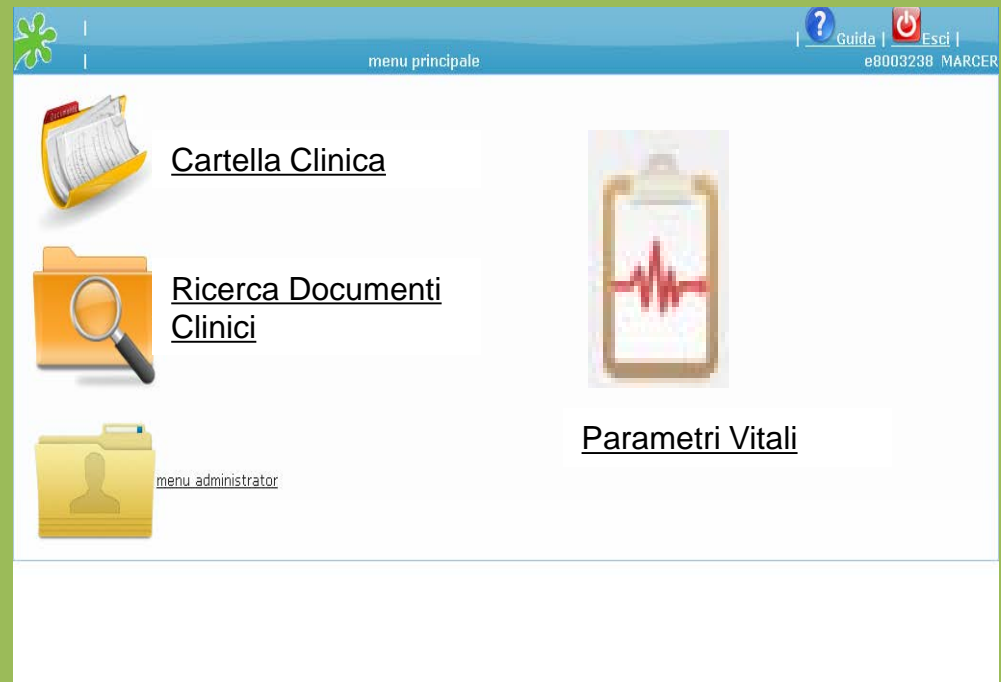 | Guida | Esci |
menu principale
e8003238 MARCER
Cartella Clinica
Ricerca Documenti
Clinici
Parametri Vitali
menu administrator